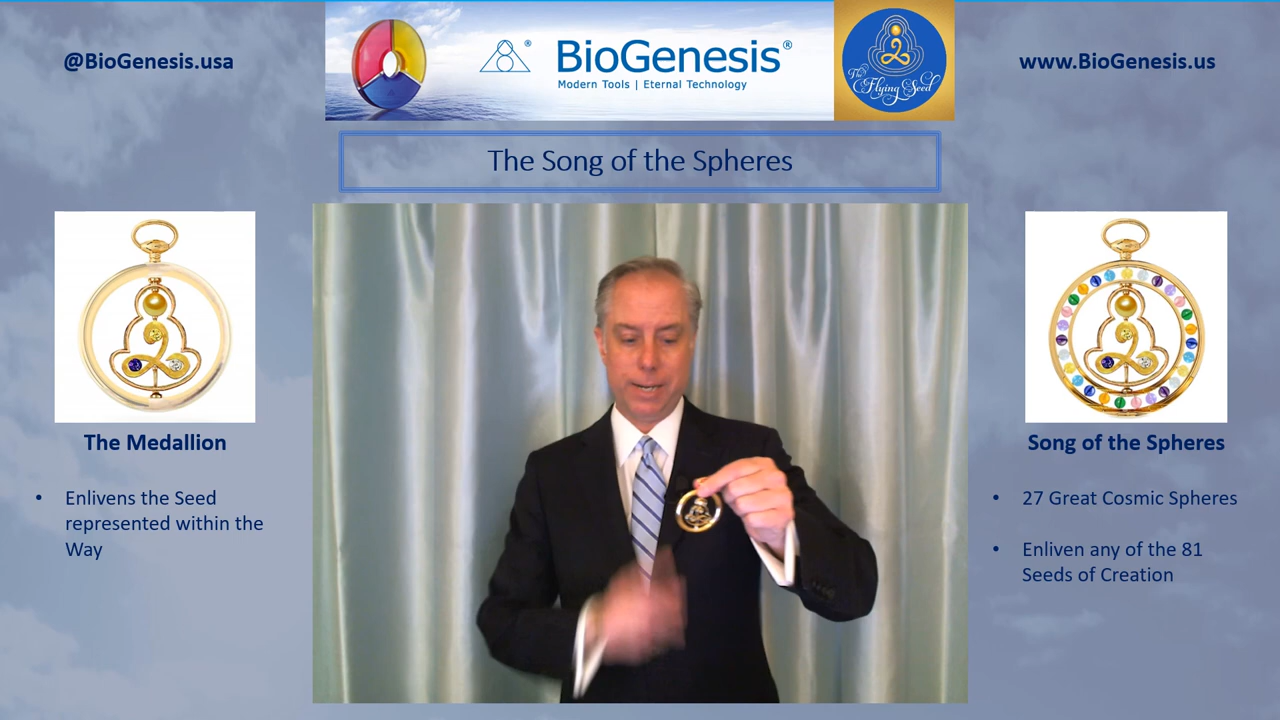 @BioGenesis.usa
BioGenesis®
Modern Tools | Eternal Technology
The
Flying Seed
www.BioGenesis.us
The Song of the Spheres
The Medallion
• Enlivens the Seed
represented within the
Way
Song of the Spheres
• 27 Great Cosmic Spheres
• Enliven any of the 81
Seeds of Creation